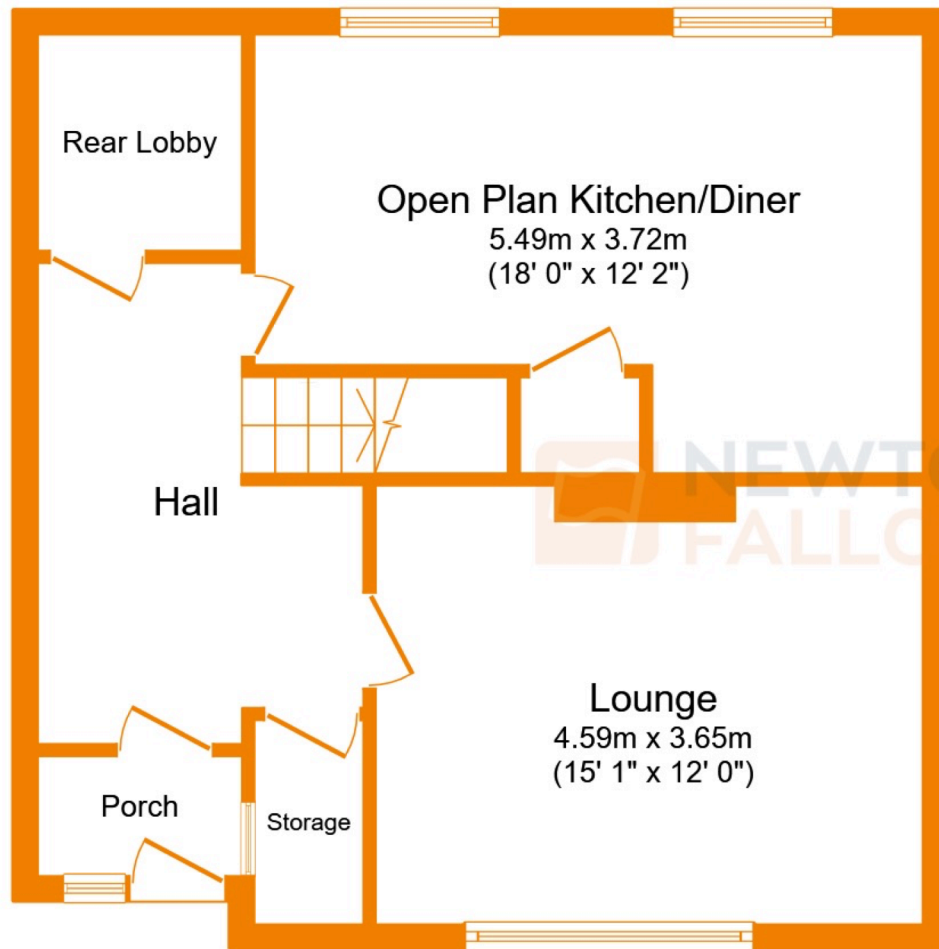 Rear Lobby
Open Plan Kitchen/Diner
5.49m x 3.72m
(18' 0" x 12' 2")
Hall
Lounge
4.59m x 3.65m
(15' 1" x 12' 0")
Porch
Storage